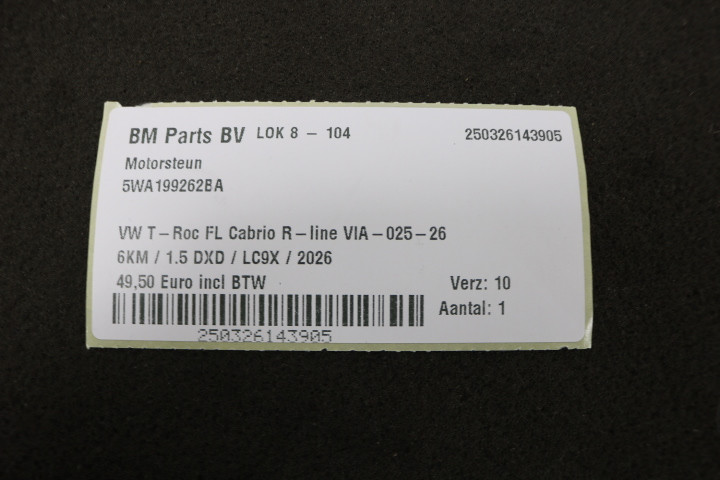 BM Parts BV LOK 8 - 104 250326143905
Motorsteun
5WA199262BA
VW T-Roc FL Cabrio R-line VIA-025-26
6KM / 1.5 DXD / LC9X / 2026
49,50 Euro incl BTW Verz: 10
Aantal: 1
250326143905